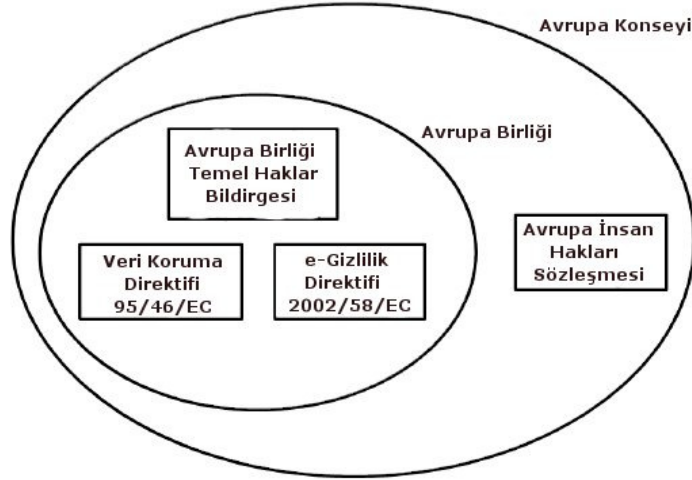 Avrupa Konseyi
Avrupa Birliği
Avrupa Birliği
Temel Haklar
Bildirgesi
Veri Koruma
Direktifi
95/46/EC
e-Gizlilik
Direktifi
2002/58/EC
Avrupa İnsan
Hakları
Sözleşmesi